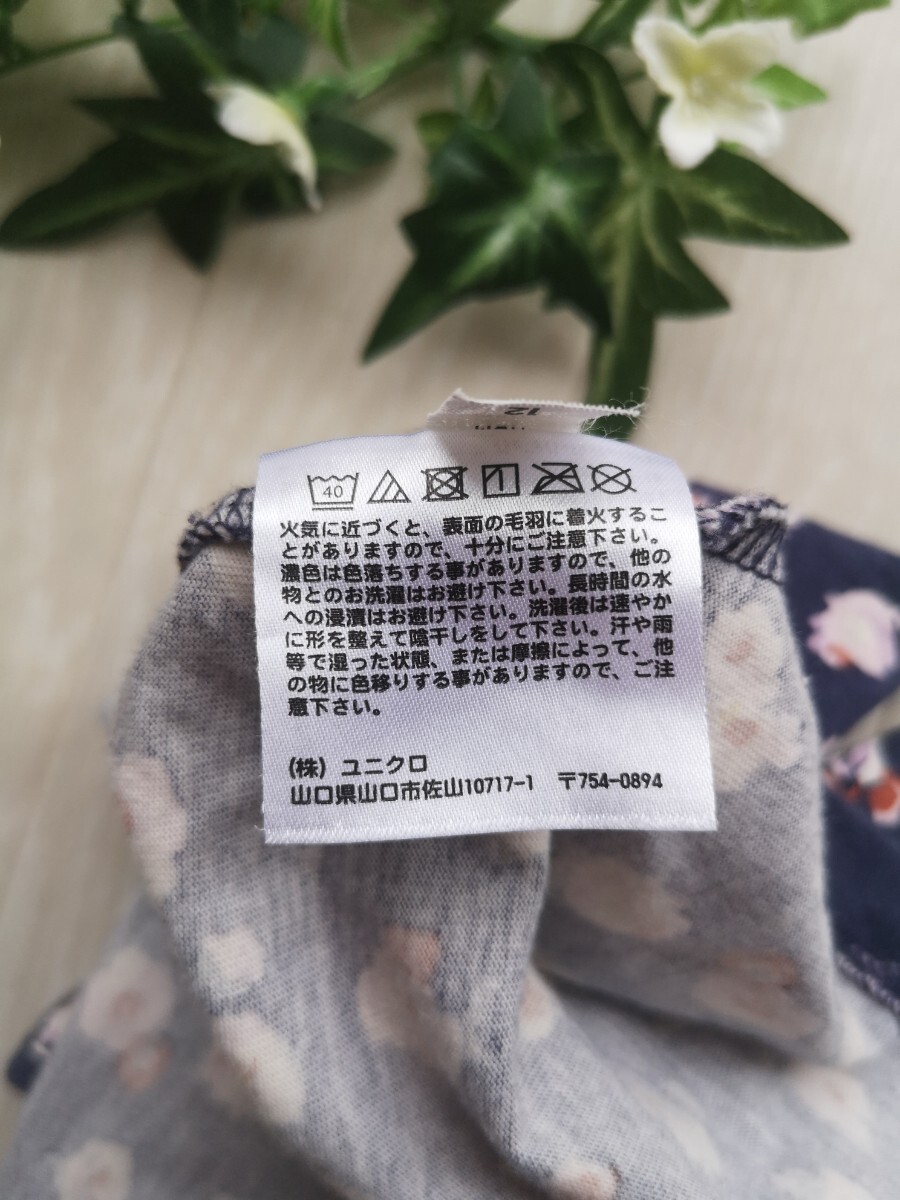 12
40
火気に近づくと、表面の毛羽に着火するこ
とがありますので、十分にご注意下さい。
濃色は色落ちする事がありますので、他の
物とのお洗濯はお避け下さい。長時間の水
への浸漬はお避け下さい。洗濯後は速やか
に形を整えて陰干しをして下さい。汗や雨
等で湿った状態、または摩擦によって、他
の物に色移りする事がありますので、ご注
意下さい。
(株) ユニクロ
山口県山口市佐山10717-1 〒754-0894